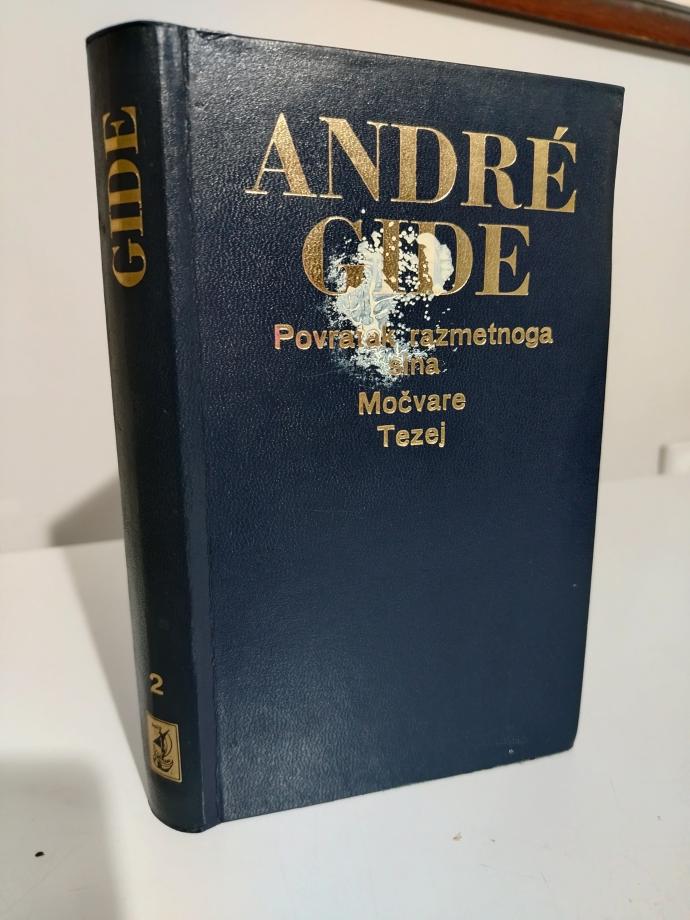 GIDE
2
ANDRÉ
GIDE
Povratak razmetnoga
sina
Močvare
Tezej